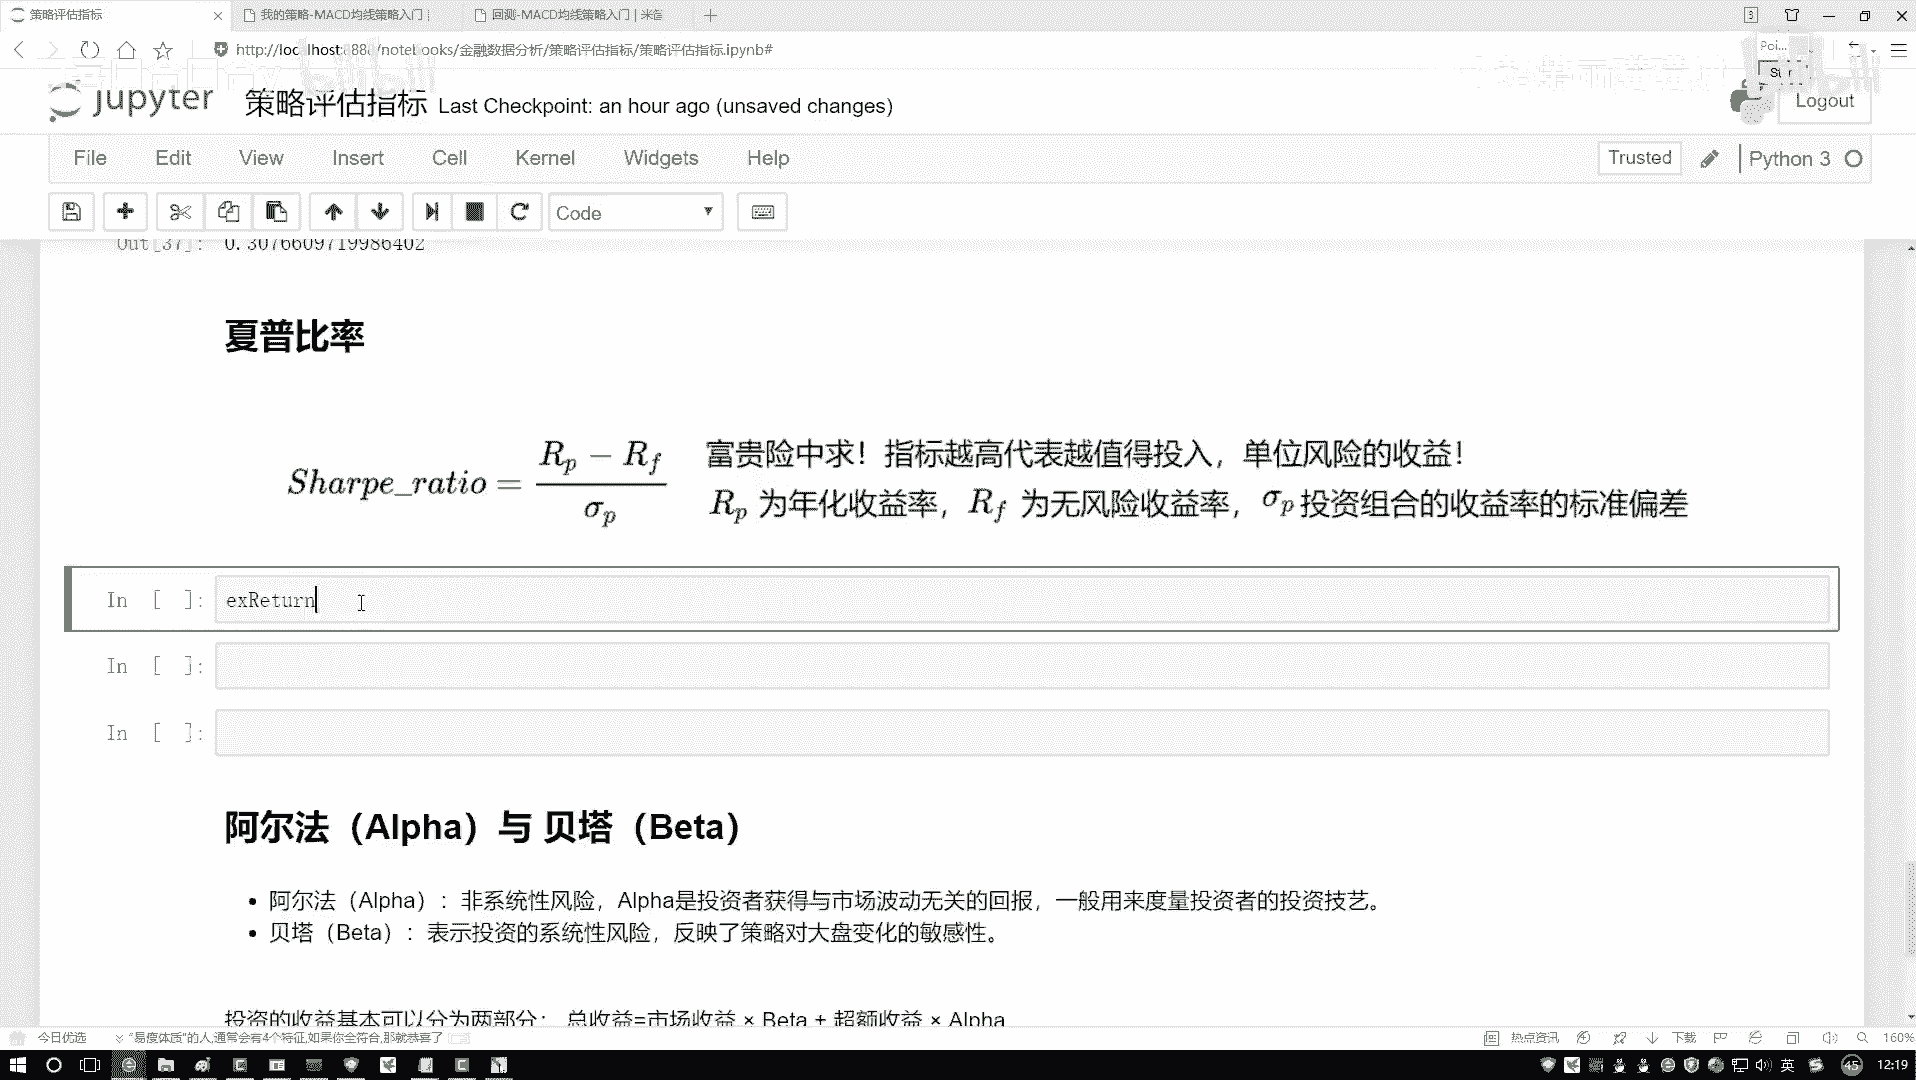 策略评估指标
我的策略-MACD均线策略入门
回测-MACD均线策略入门 | 米筐
http://localhost:8888/notebooks/金融数据分析/策略评估指标/策略评估指标.ipynb#
Poi...
jupyter 策略评估指标 Last Checkpoint: an hour ago (unsaved changes)
Logout
File Edit View Insert Cell Kernel Widgets Help
Trusted Python 3
Code
Out[37]: 0.3076609719986402
夏普比率
Sharpe_ratio = (Rp − Rf) / σp
富贵险中求！指标越高代表越值得投入，单位风险的收益！
Rp 为年化收益率，Rf 为无风险收益率，σp 投资组合的收益率的标准偏差
In [ ]: exReturn
In [ ]:
In [ ]:
阿尔法（Alpha）与 贝塔（Beta）
• 阿尔法（Alpha）：非系统性风险，Alpha是投资者获得与市场波动无关的回报，一般用来度量投资者的投资技艺。
• 贝塔（Beta）：表示投资的系统性风险，反映了策略对大盘变化的敏感性。
投资的收益基本可以分为两部分： 总收益=市场收益 × Beta + 超额收益 × Alpha
今日优选 “易瘦体质”的人,通常会有4个特征,如果你全符合,那就恭喜了
热点资讯 下载 160%
英 45 12:19